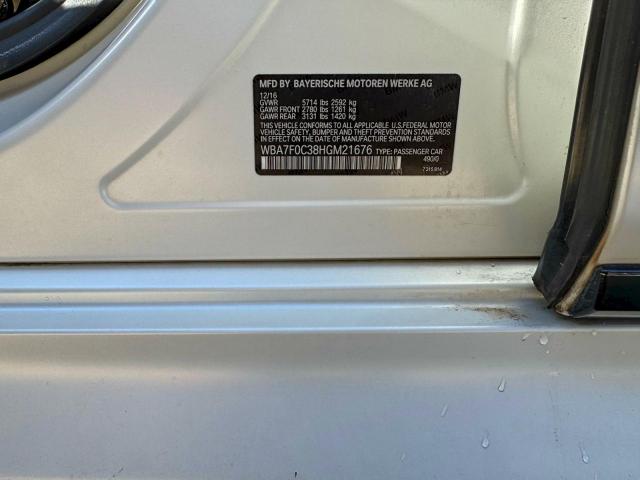 MFD BY BAYERISCHE MOTOREN WERKE AG
12/16
GVWR 5714 lbs 2592 kg
GAWR FRONT 2780 lbs 1261 kg
GAWR REAR 3131 lbs 1420 kg
THIS VEHICLE CONFORMS TO ALL APPLICABLE U.S. FEDERAL MOTOR
VEHICLE SAFETY, BUMPER AND THEFT PREVENTION STANDARDS IN
EFFECT ON THE DATE OF MANUFACTURE SHOWN ABOVE.
WBA7F0C38HGM21676 TYPE: PASSENGER CAR
490/0